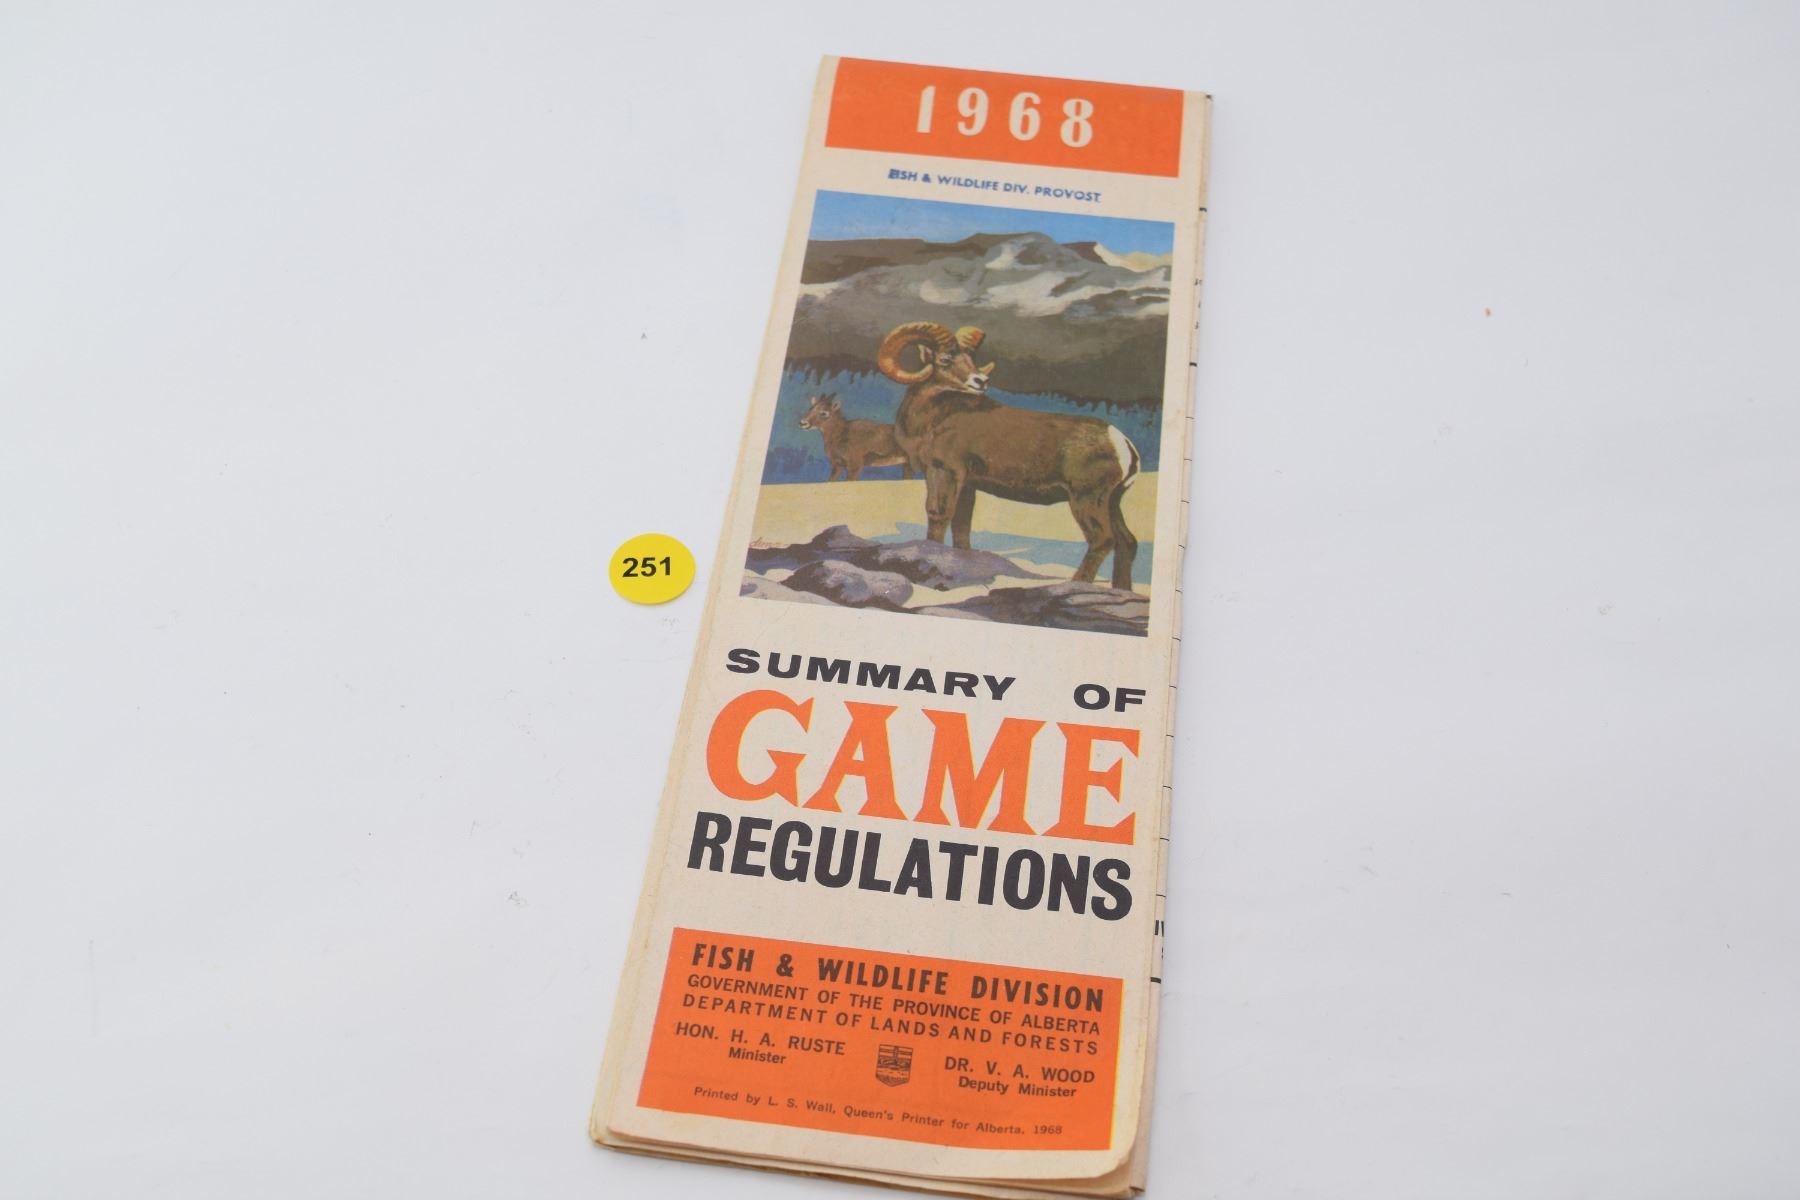 1968
FISH & WILDLIFE DIV. PROVOST.
251
SUMMARY OF
GAME
REGULATIONS
FISH & WILDLIFE DIVISION
GOVERNMENT OF THE PROVINCE OF ALBERTA
DEPARTMENT OF LANDS AND FORESTS
HON. H. A. RUSTE
Minister
DR. V. A. WOOD
Deputy Minister
Printed by L. S. Wall, Queen's Printer for Alberta, 1968